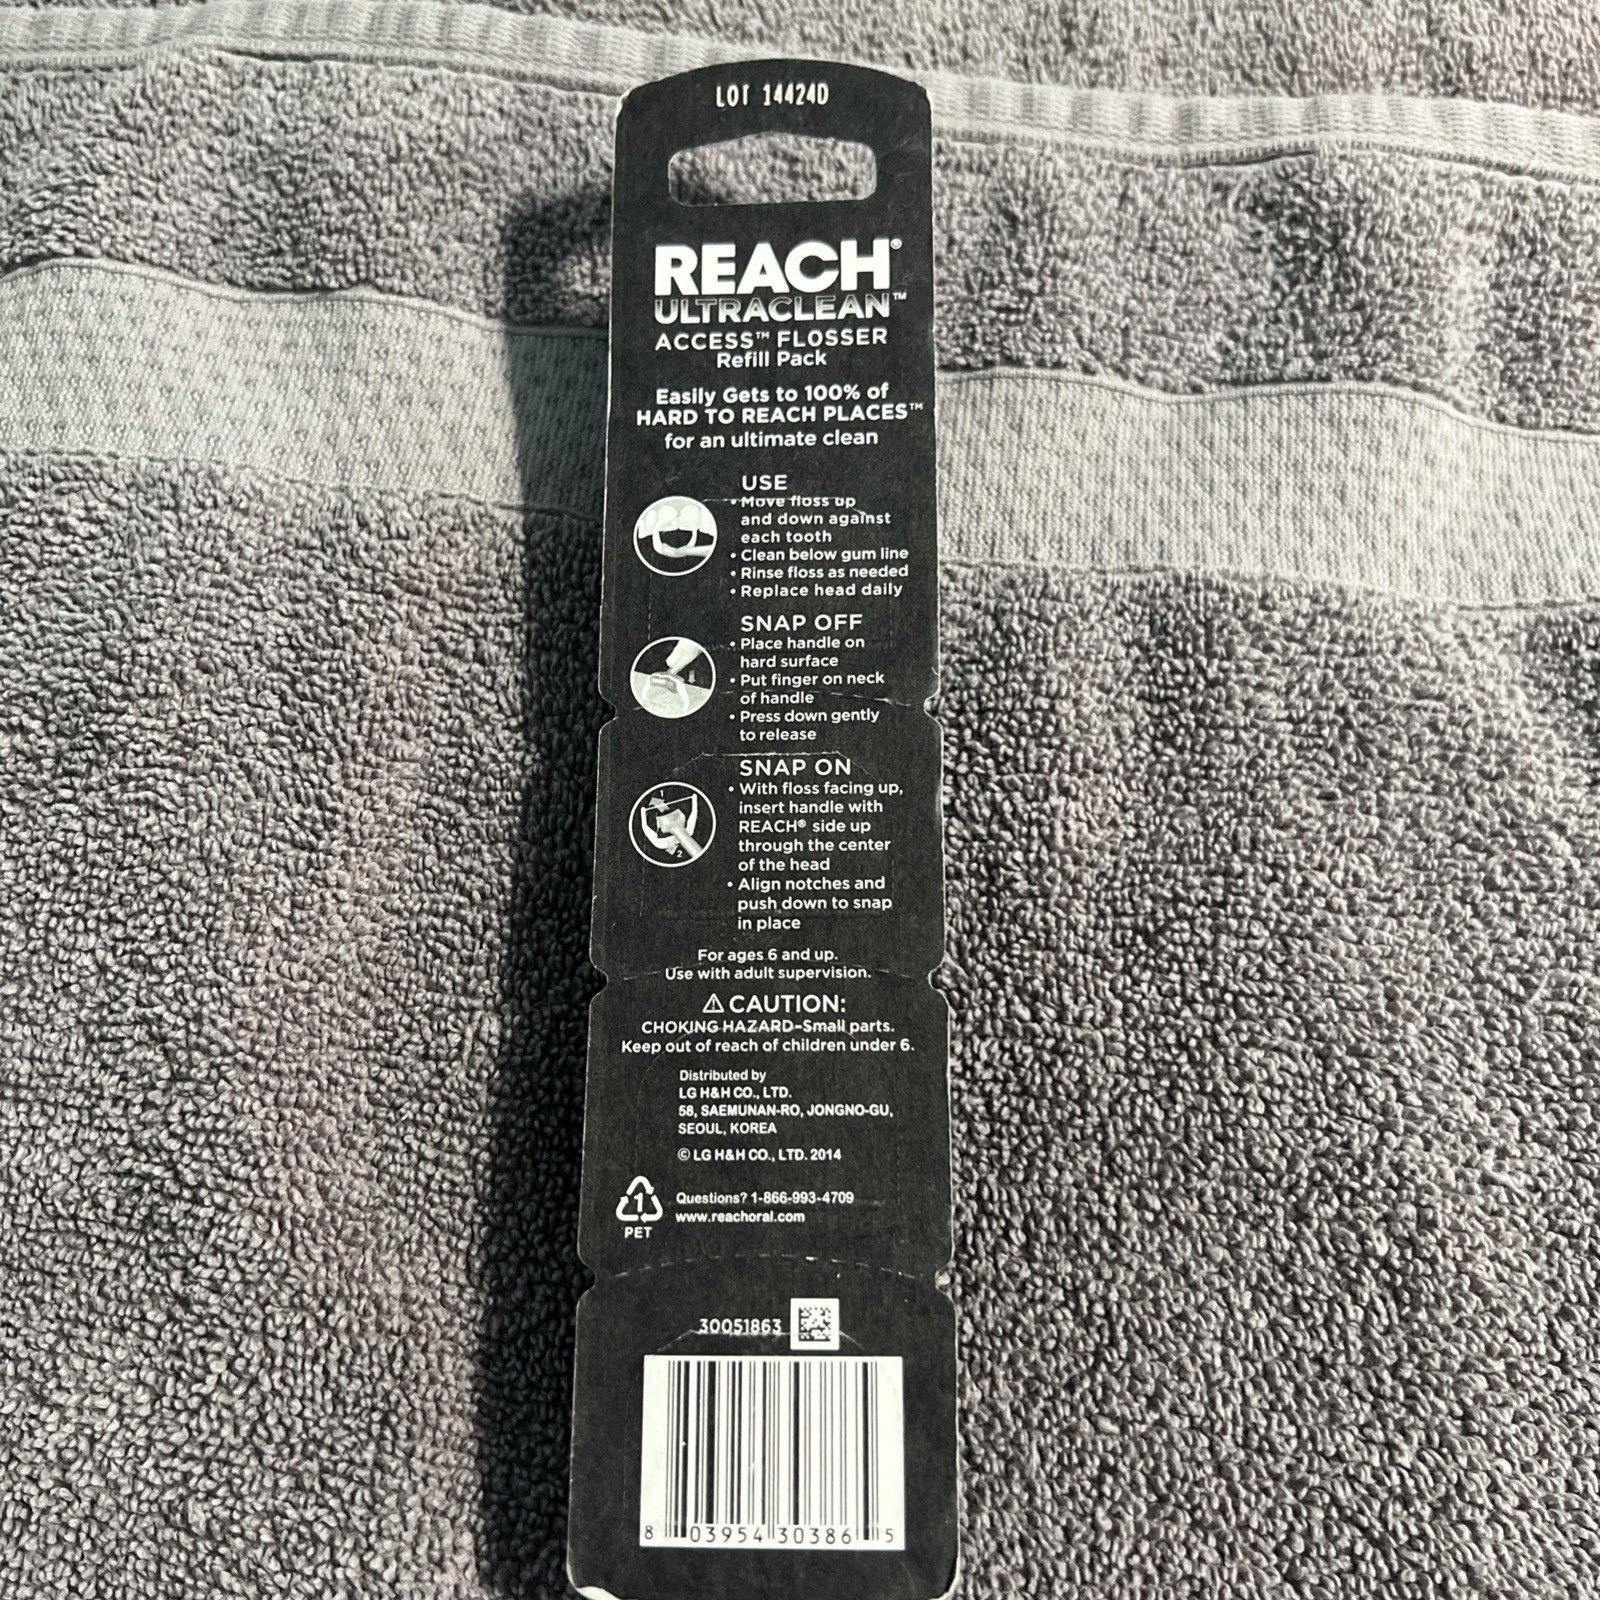 LOT 14424D
REACH®
ULTRACLEAN™
ACCESS™ FLOSSER
Refill Pack
Easily Gets to 100% of
HARD TO REACH PLACES™
for an ultimate clean
USE
• Move floss up
and down against
each tooth
• Clean below gum line
• Rinse floss as needed
• Replace head daily
SNAP OFF
• Place handle on
hard surface
• Put finger on neck
of handle
• Press down gently
to release
SNAP ON
• With floss facing up,
insert handle with
REACH® side up
through the center
of the head
• Align notches and
push down to snap
in place
1
2
For ages 6 and up.
Use with adult supervision.
⚠ CAUTION:
CHOKING HAZARD–Small parts.
Keep out of reach of children under 6.
Distributed by
LG H&H CO., LTD.
58, SAEMUNAN-RO, JONGNO-GU,
SEOUL, KOREA
© LG H&H CO., LTD. 2014
1
PET
Questions? 1-866-993-4709
www.reachoral.com
30051863
8 03954 30386 5